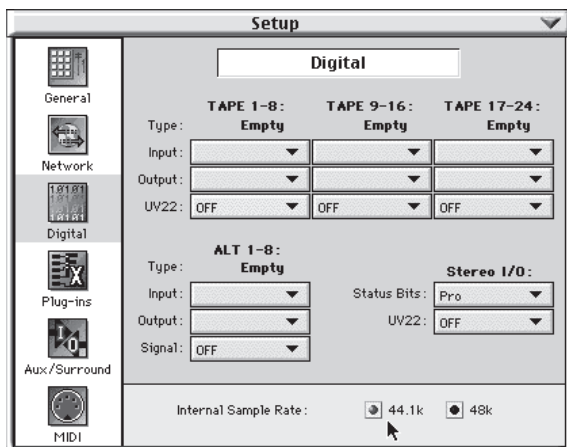 Setup
Digital
General
Network
10101
Digital
Plug-ins
I/O
Aux/Surround
MIDI
TAPE 1-8: TAPE 9-16: TAPE 17-24:
Type: Empty Empty Empty
Input:
Output:
UV22: OFF OFF OFF
ALT 1-8:
Type: Empty Stereo I/O:
Input: Status Bits: Pro
Output: UV22: OFF
Signal: OFF
Internal Sample Rate: 44.1k 48k